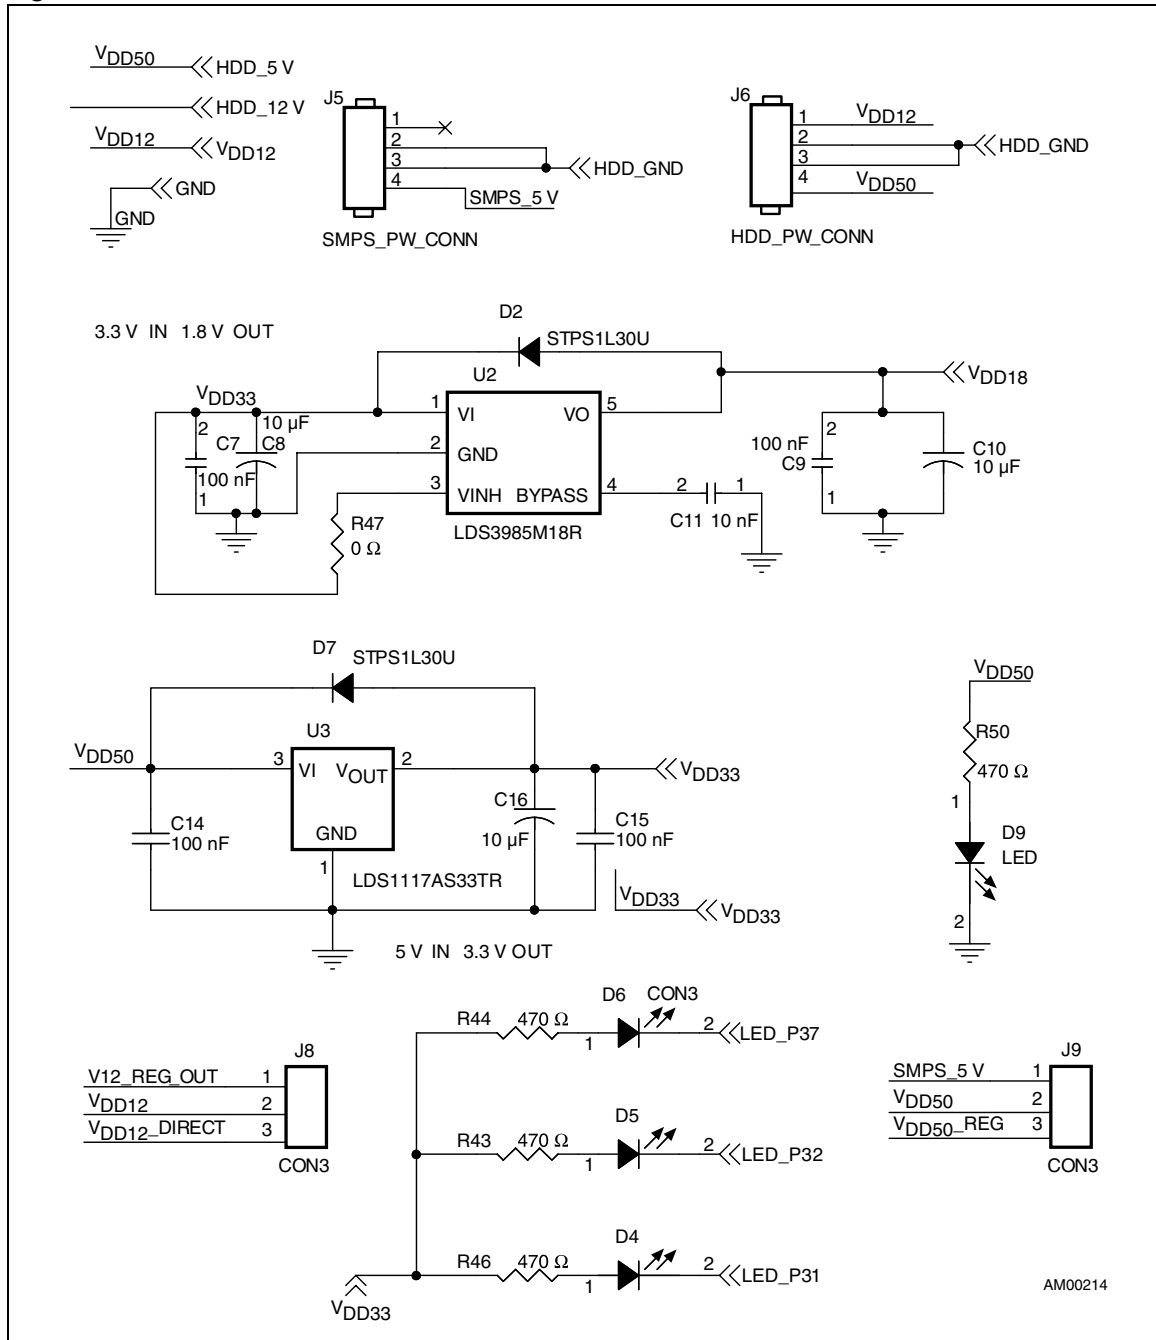 VDD50
HDD_5 V
HDD_12 V
VDD12
VDD12
GND
GND
J5
1
2
3
4
HDD_GND
SMPS_5 V
SMPS_PW_CONN
J6
1
2
3
4
VDD12
HDD_GND
VDD50
HDD_PW_CONN
3.3 V IN 1.8 V OUT
D2
STPS1L30U
U2
VDD33
10 µF
2
C7
C8
100 nF
1
1
VI
2
GND
3
VINH
BYPASS
VO
5
4
LDS3985M18R
R47
0 Ω
2
1
C11 10 nF
VDD18
100 nF
2
C9
1
C10
10 µF
D7
STPS1L30U
U3
VDD50
3
VI
VOUT
2
GND
1
LDS1117AS33TR
C14
100 nF
C16
10 µF
C15
100 nF
VDD33
VDD33
VDD33
5 V IN 3.3 V OUT
VDD50
R50
470 Ω
1
D9
LED
2
J8
V12_REG_OUT
1
VDD12
2
VDD12_DIRECT
3
CON3
R44
470 Ω
D6
CON3
1
2
LED_P37
R43
470 Ω
D5
1
2
LED_P32
R46
470 Ω
D4
1
2
LED_P31
VDD33
J9
SMPS_5 V
1
VDD50
2
VDD50_REG
3
CON3
AM00214